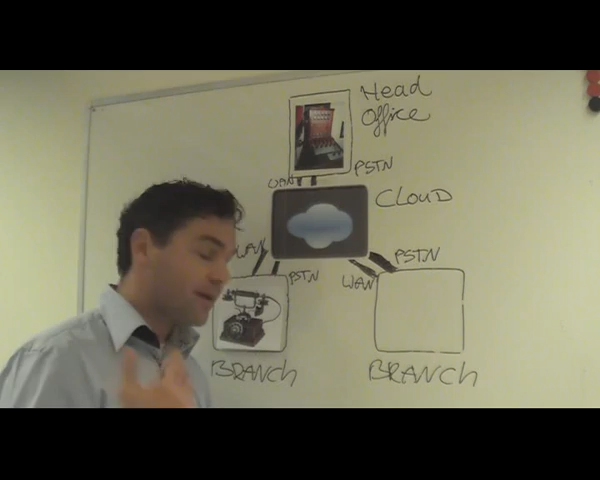 Head
Office
PSTN
WAN
CLOUD
WAN
PSTN
PSTN
WAN
BRANCh
BRANCh